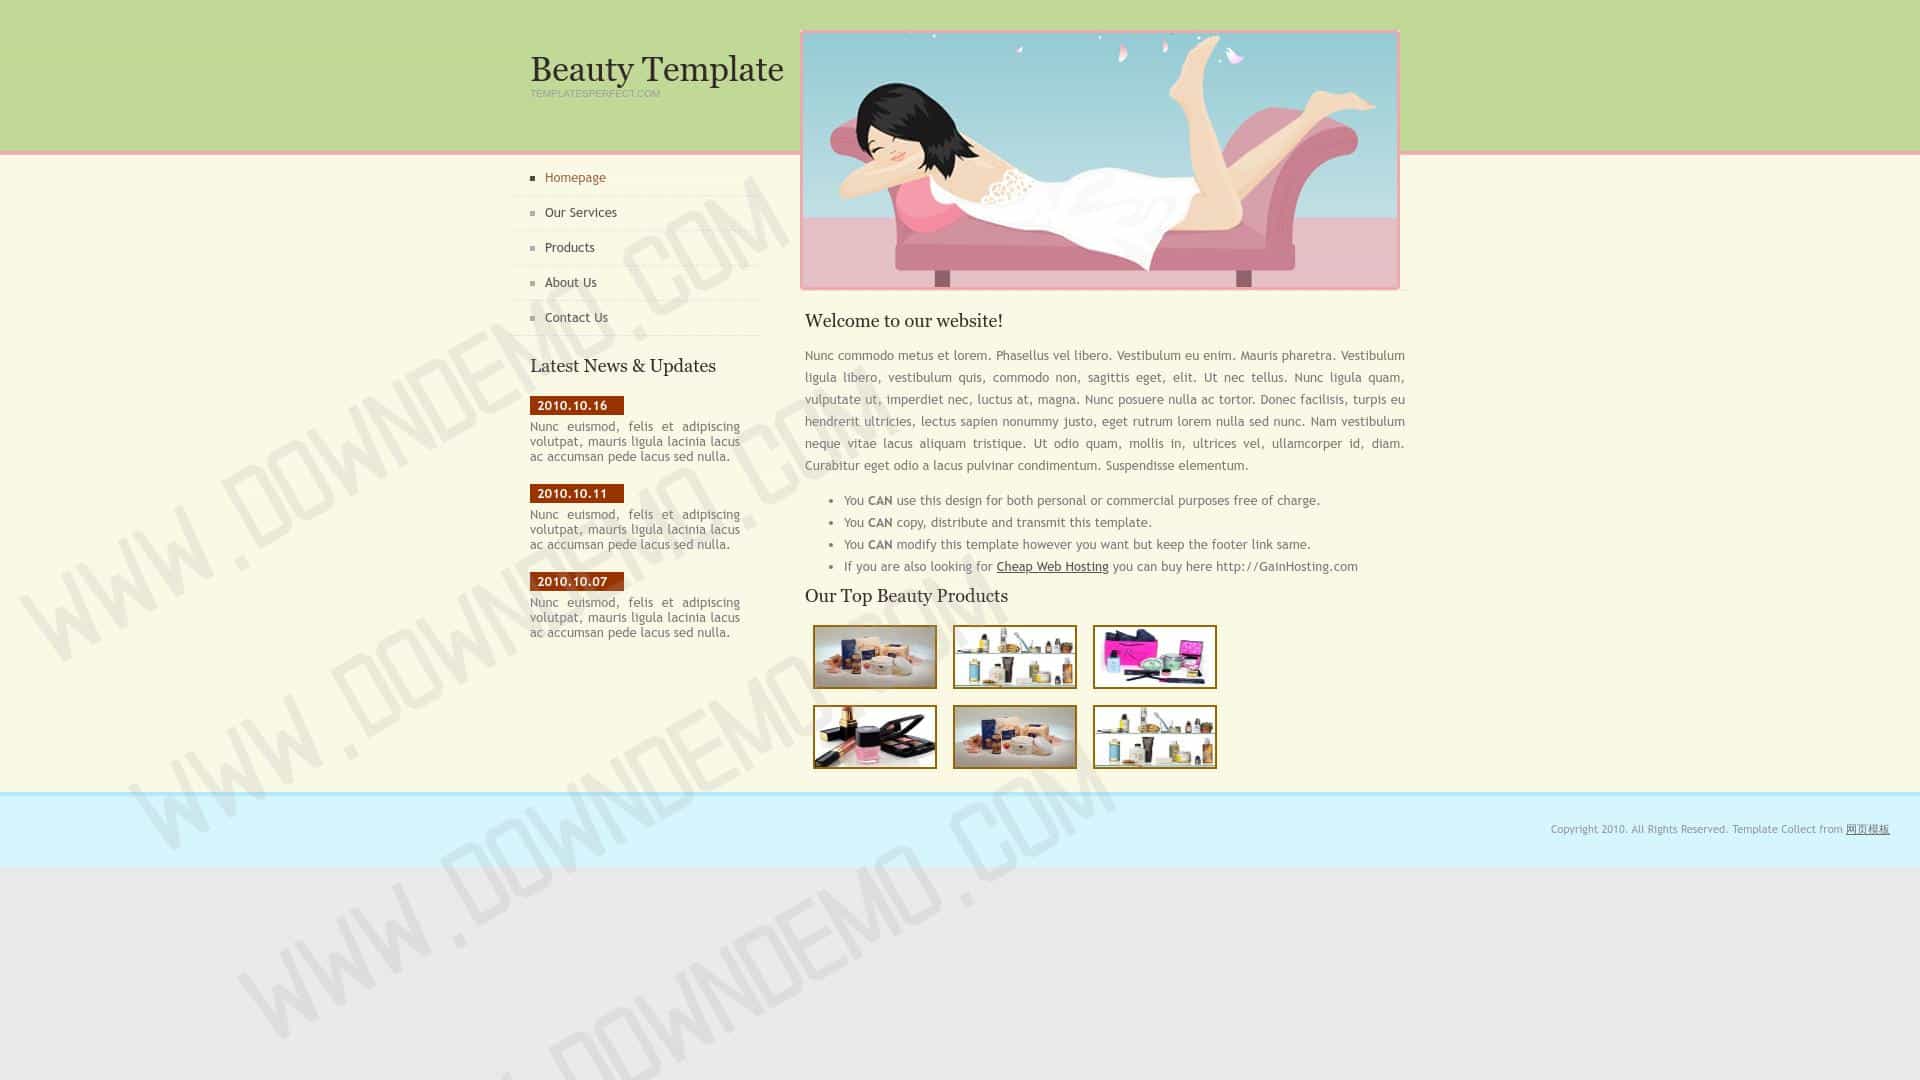 Beauty Template
TEMPLATESPERFECT.COM
Homepage
Our Services
Products
About Us
Contact Us
Latest News & Updates
2010.10.16
Nunc euismod, felis et adipiscing
volutpat, mauris ligula lacinia lacus
ac accumsan pede lacus sed nulla.
2010.10.11
Nunc euismod, felis et adipiscing
volutpat, mauris ligula lacinia lacus
ac accumsan pede lacus sed nulla.
2010.10.07
Nunc euismod, felis et adipiscing
volutpat, mauris ligula lacinia lacus
ac accumsan pede lacus sed nulla.
Welcome to our website!
Nunc commodo metus et lorem. Phasellus vel libero. Vestibulum eu enim. Mauris pharetra. Vestibulum
ligula libero, vestibulum quis, commodo non, sagittis eget, elit. Ut nec tellus. Nunc ligula quam,
vulputate ut, imperdiet nec, luctus at, magna. Nunc posuere nulla ac tortor. Donec facilisis, turpis eu
hendrerit ultricies, lectus sapien nonummy justo, eget rutrum lorem nulla sed nunc. Nam vestibulum
neque vitae lacus aliquam tristique. Ut odio quam, mollis in, ultrices vel, ullamcorper id, diam.
Curabitur eget odio a lacus pulvinar condimentum. Suspendisse elementum.
• You CAN use this design for both personal or commercial purposes free of charge.
• You CAN copy, distribute and transmit this template.
• You CAN modify this template however you want but keep the footer link same.
• If you are also looking for Cheap Web Hosting you can buy here http://GainHosting.com
Our Top Beauty Products
Copyright 2010. All Rights Reserved. Template Collect from 网页模板
WWW.DOWNDEMO.COM
WWW.DOWNDEMO.COM
WWW.DOWNDEMO.COM
.DOWNDEMO.COM